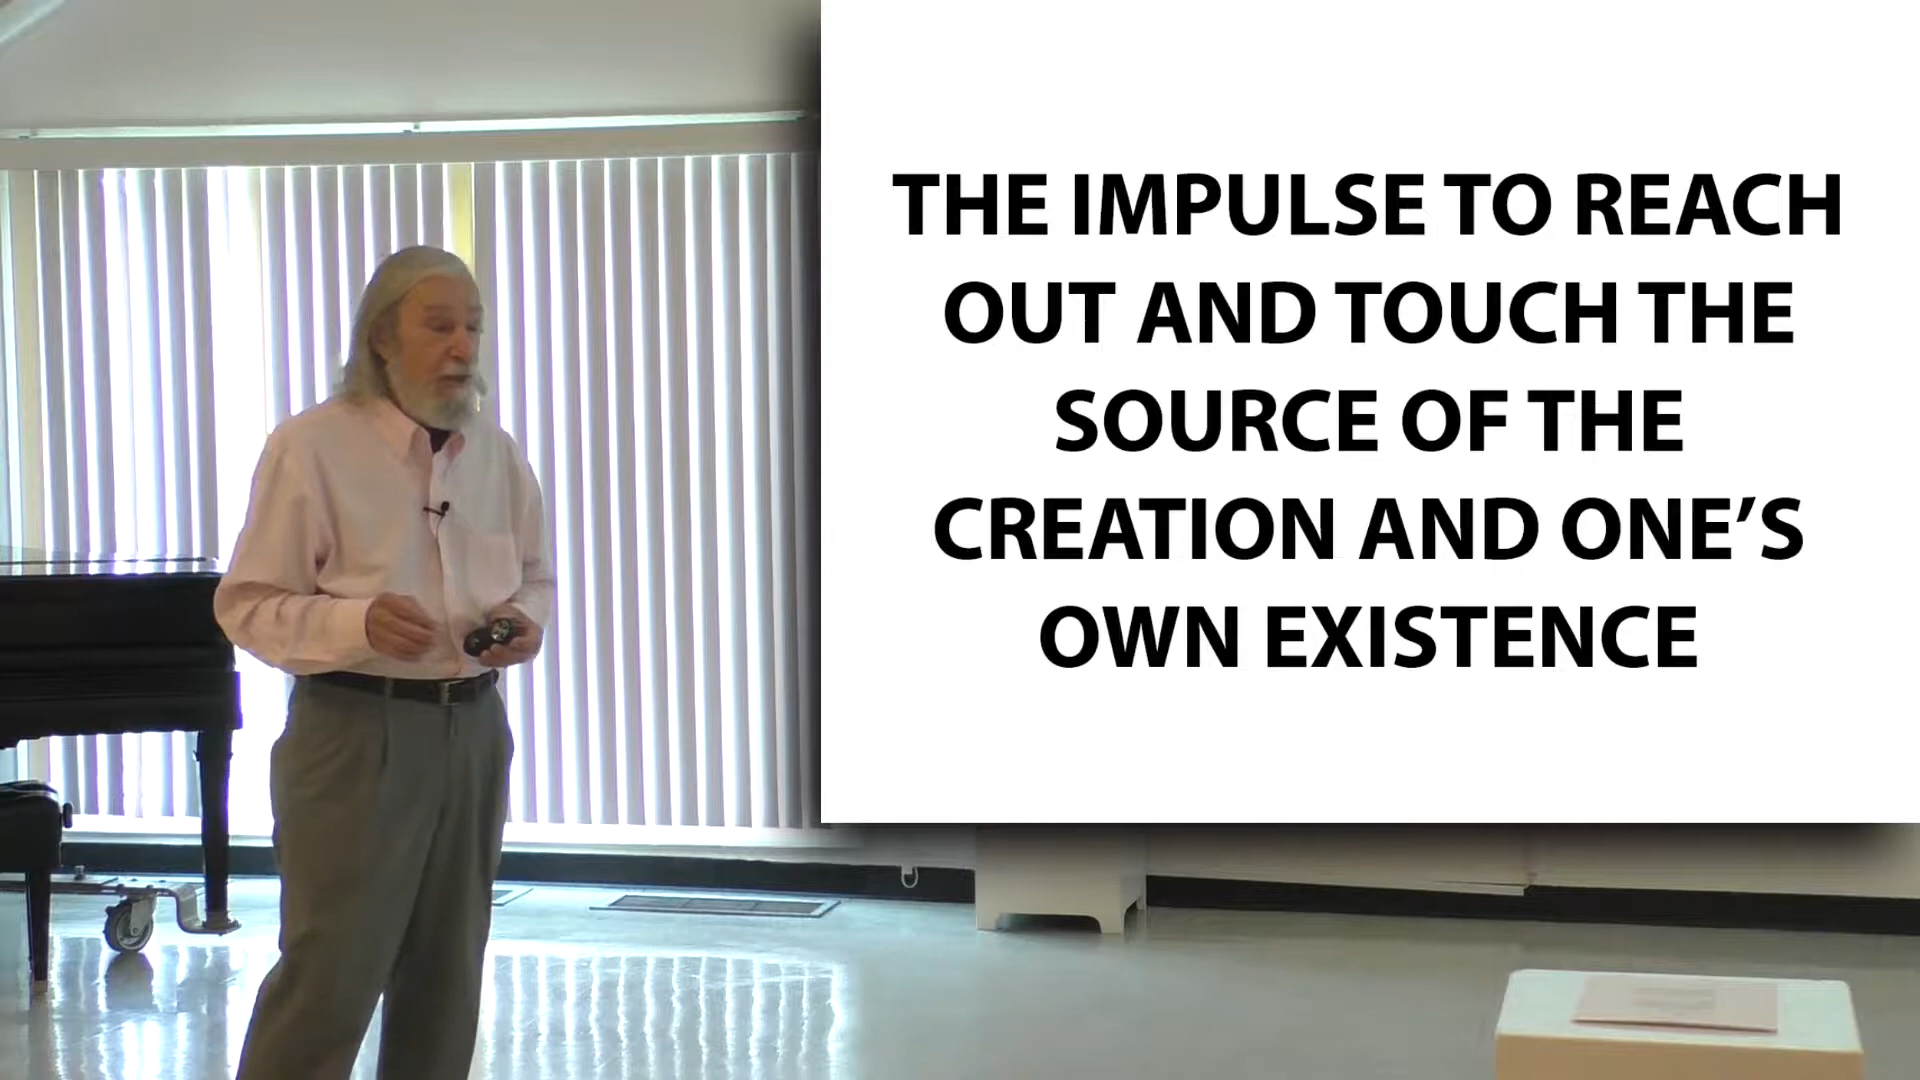 THE IMPULSE TO REACH
OUT AND TOUCH THE
SOURCE OF THE
CREATION AND ONE’S
OWN EXISTENCE